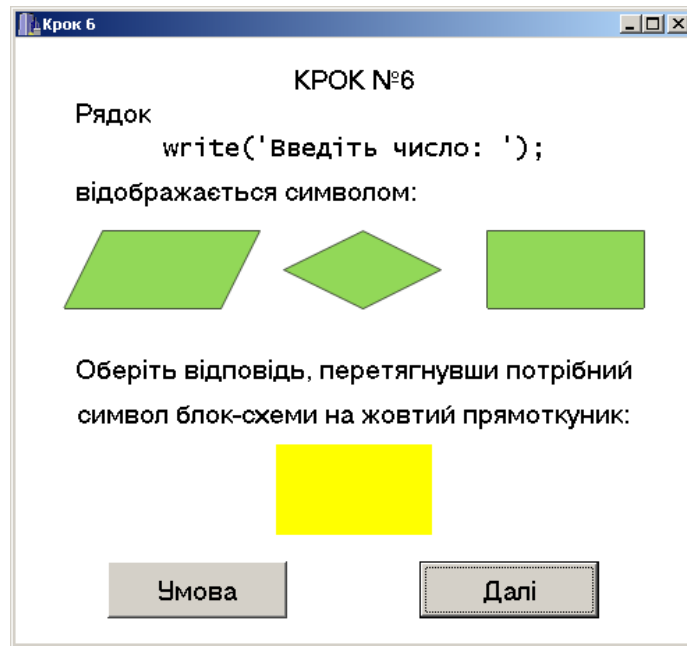 Крок 6
КРОК №6
Рядок
write('Введіть число: ');
відображається символом:
Оберіть відповідь, перетягнувши потрібний
символ блок-схеми на жовтий прямоткуник:
Умова
Далі